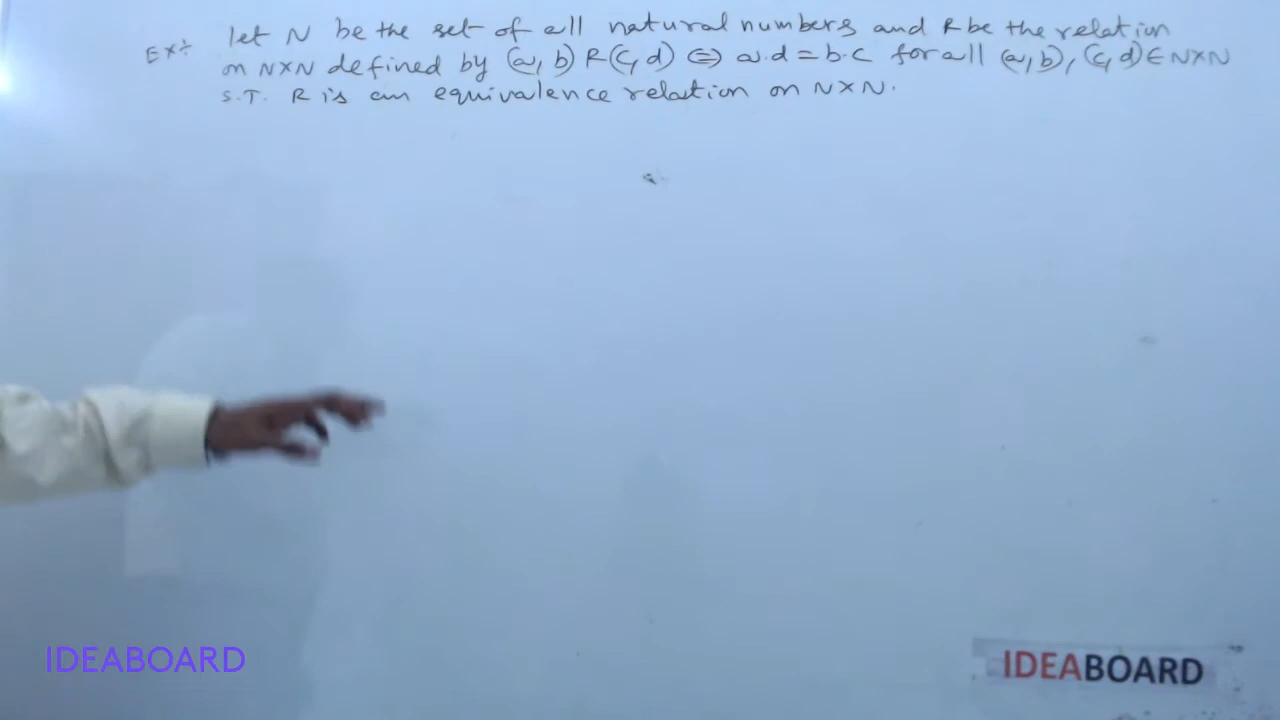 Ex:- let N be the set of all natural numbers and R be the relation
on N×N defined by (a, b) R (c, d) ⇔ a.d = b.c for all (a, b), (c, d) ∈ N×N
S.T. R is an equivalence relation on N×N.
IDEABOARD
IDEABOARD